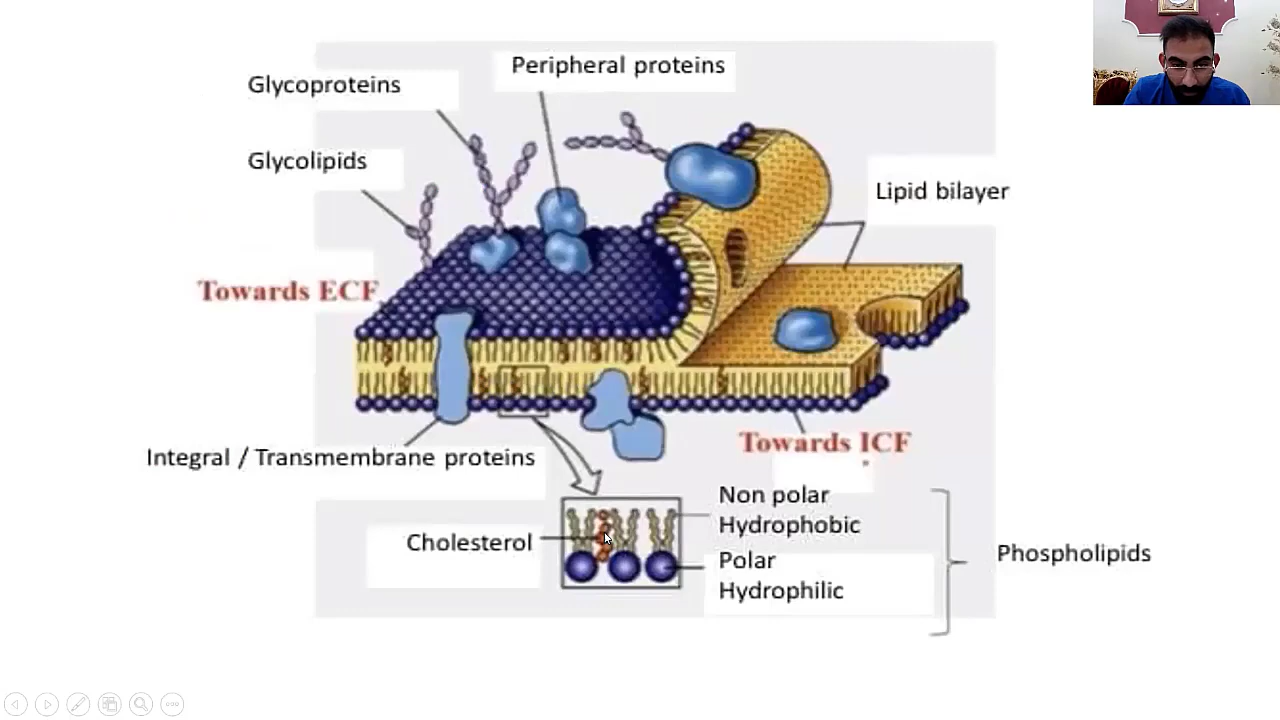 Peripheral proteins
Glycoproteins
Glycolipids
Lipid bilayer
Towards ECF
Towards ICF
Integral / Transmembrane proteins
Non polar
Hydrophobic
Cholesterol
Polar
Hydrophilic
Phospholipids